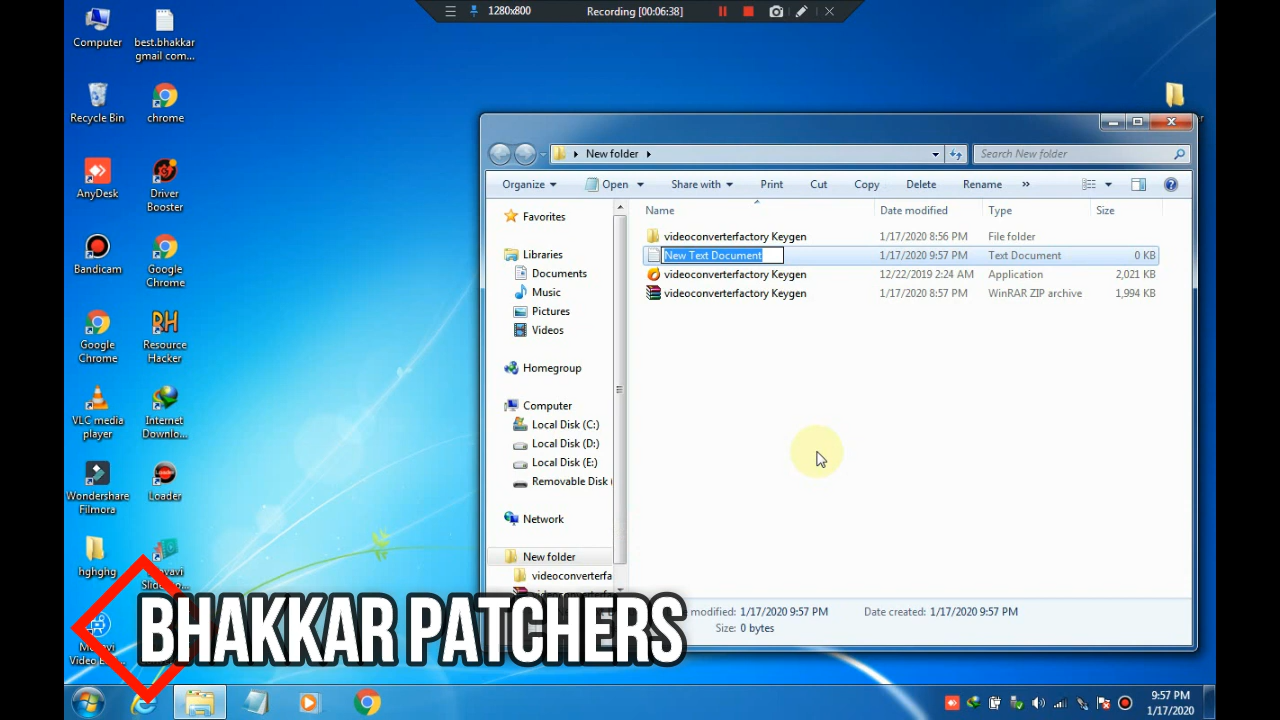 1280x800
Recording [00:06:38]
Computer
best.bhakkar
gmail com...
Recycle Bin
chrome
AnyDesk
Driver
Booster
Bandicam
Google
Chrome
Google
Chrome
Resource
Hacker
VLC media
player
Internet
Downlo...
Wondershare
Filmora
Loader
hghghg
New folder
Search New folder
Organize
Open
Share with
Print
Cut
Copy
Delete
Rename
»
Name
Date modified
Type
Size
Favorites
Libraries
Documents
Music
Pictures
Videos
Homegroup
Computer
Local Disk (C:)
Local Disk (D:)
Local Disk (E:)
Removable Disk (
Network
New folder
videoconverterfa
videoconverterfactory Keygen 1/17/2020 8:56 PM File folder
New Text Document 1/17/2020 9:57 PM Text Document 0 KB
videoconverterfactory Keygen 12/22/2019 2:24 AM Application 2,021 KB
videoconverterfactory Keygen 1/17/2020 8:57 PM WinRAR ZIP archive 1,994 KB
modified: 1/17/2020 9:57 PM Date created: 1/17/2020 9:57 PM
Size: 0 bytes
BHAKKAR PATCHERS
9:57 PM
1/17/2020